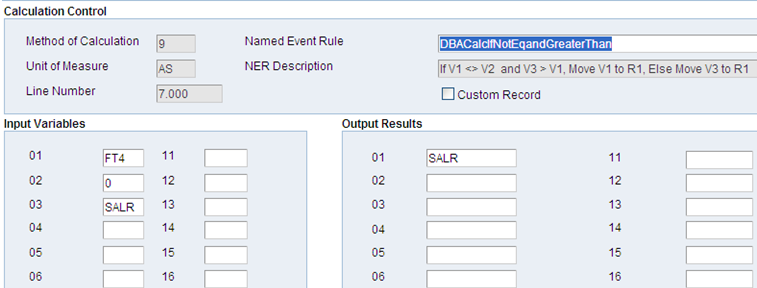 Calculation Control
Method of Calculation 9 Named Event Rule DBACalcIfNotEqandGreaterThan
Unit of Measure AS NER Description If V1 <> V2 and V3 > V1, Move V1 to R1, Else Move V3 to R1
Line Number 7.000 Custom Record
Input Variables Output Results
01 FT4 11 01 SALR 11
02 0 12 02 12
03 SALR 13 03 13
04 14 04 14
05 15 05 15
06 16 06 16